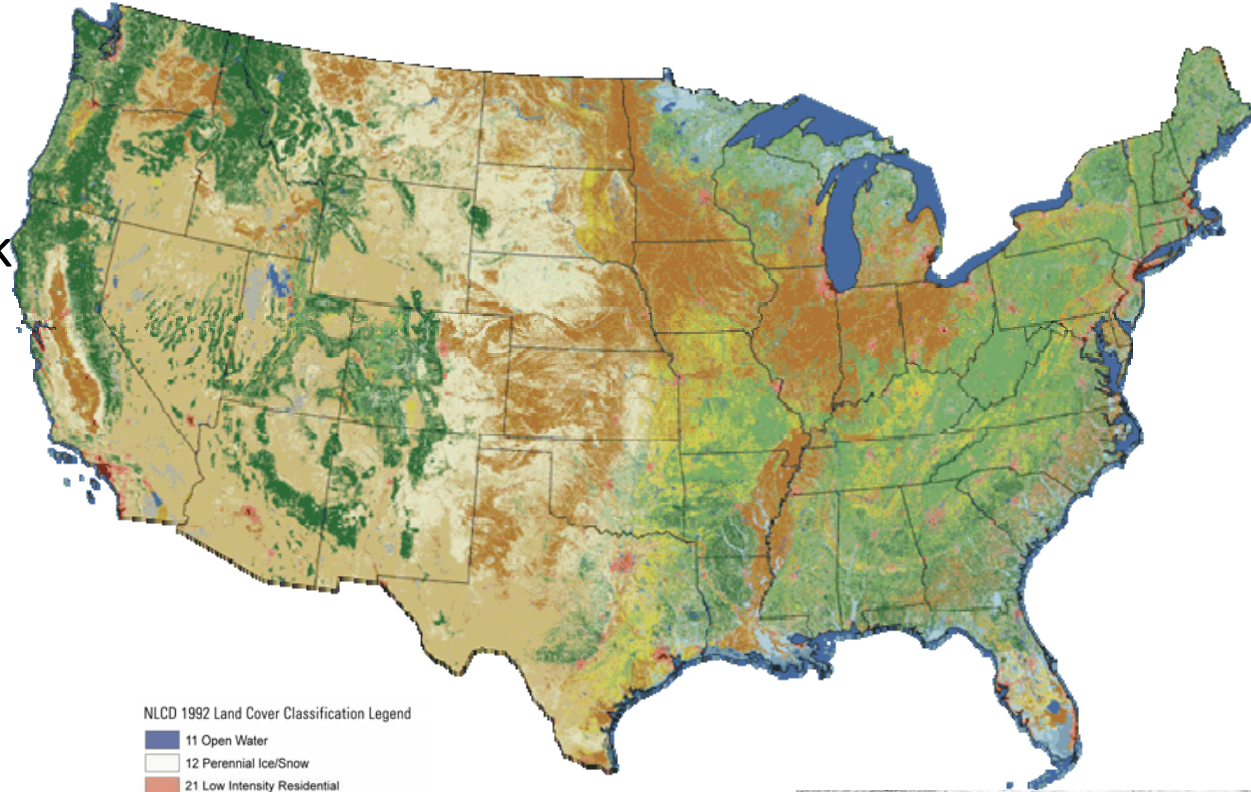 k
NLCD 1992 Land Cover Classification Legend
11 Open Water
12 Perennial Ice/Snow
21 Low Intensity Residential